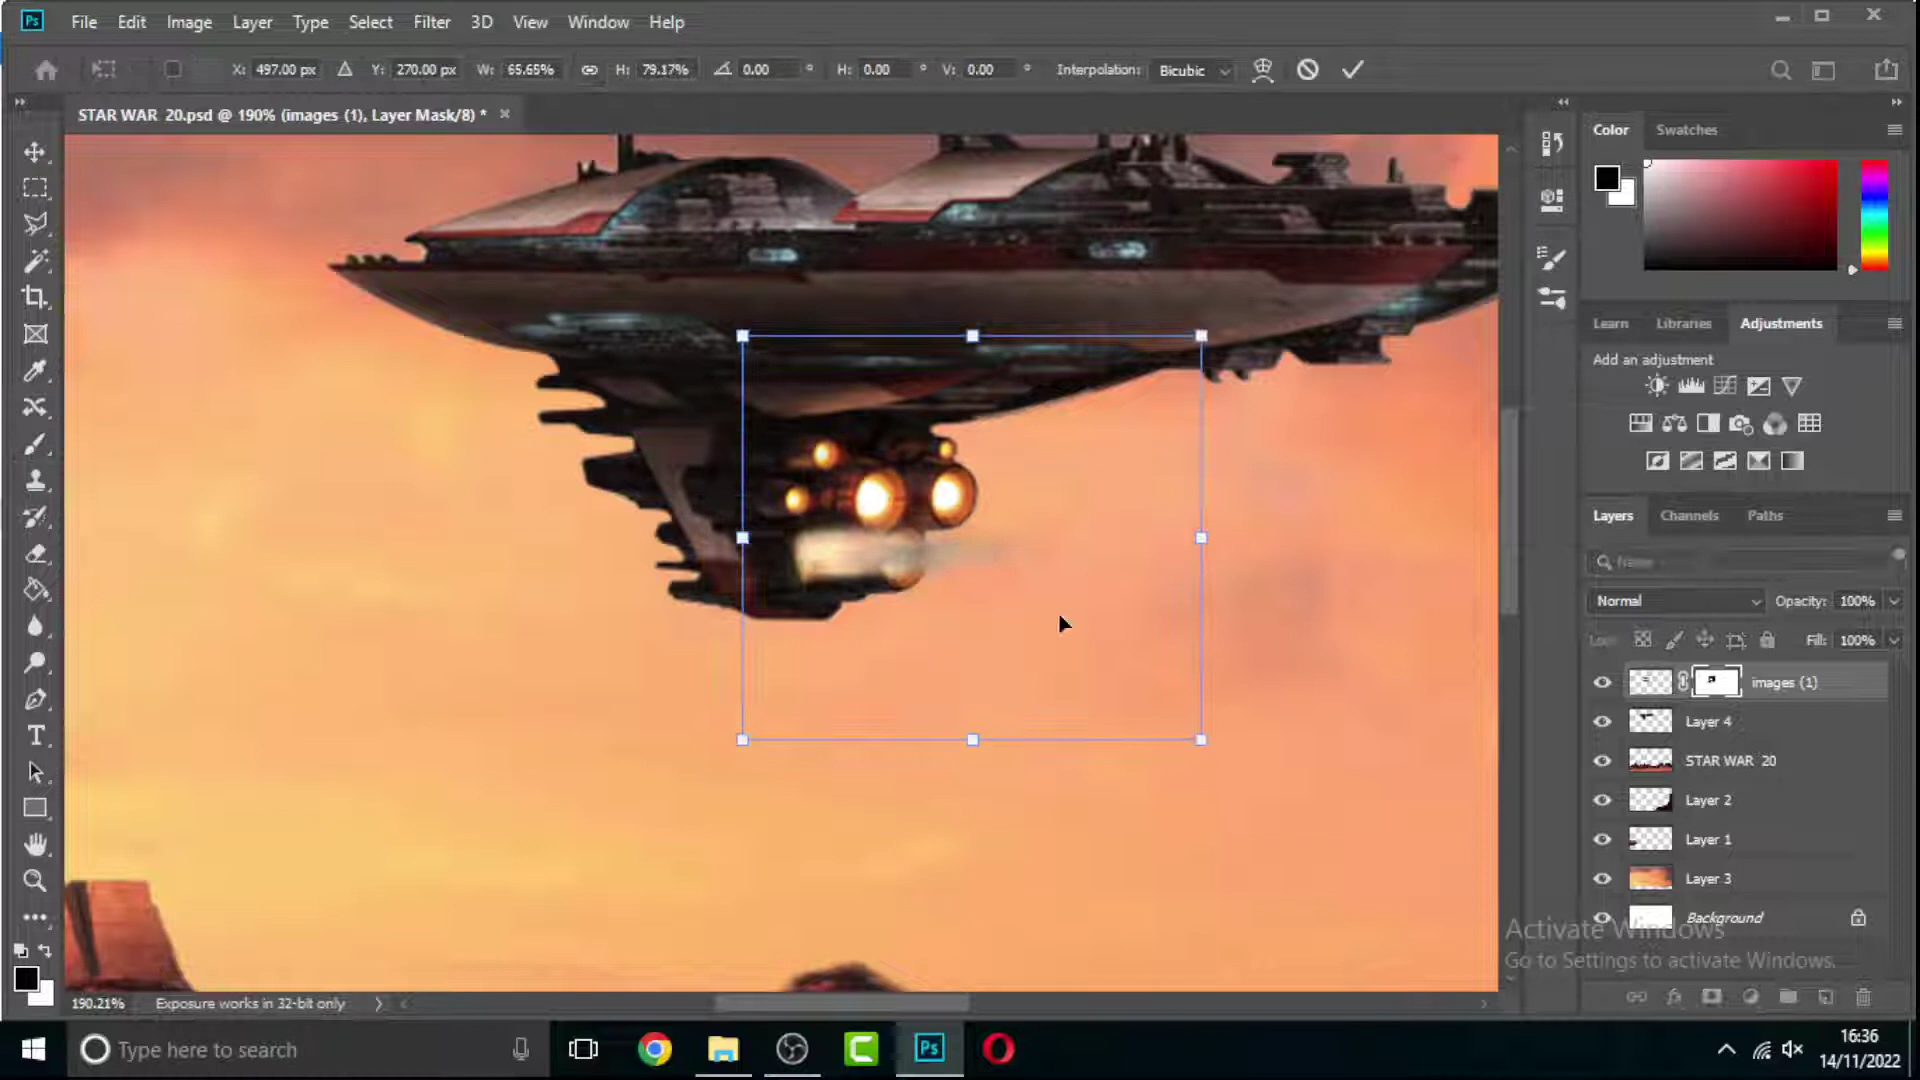 Ps File Edit Image Layer Type Select Filter 3D View Window Help
X: 497.00 px Y: 270.00 px W: 65.65% H: 79.17% 0.00 ° H: 0.00 ° V: 0.00 ° Interpolation: Bicubic
STAR WAR 20.psd @ 190% (images (1), Layer Mask/8) * ×
Color Swatches
Learn Libraries Adjustments
Add an adjustment
Layers Channels Paths
Name
Normal Opacity: 100%
Lock: Fill: 100%
images (1)
Layer 4
STAR WAR 20
Layer 2
Layer 1
Layer 3
Background
Activate Windows
Go to Settings to activate Windows.
190.21% Exposure works in 32-bit only
Type here to search
Ps
16:36
14/11/2022